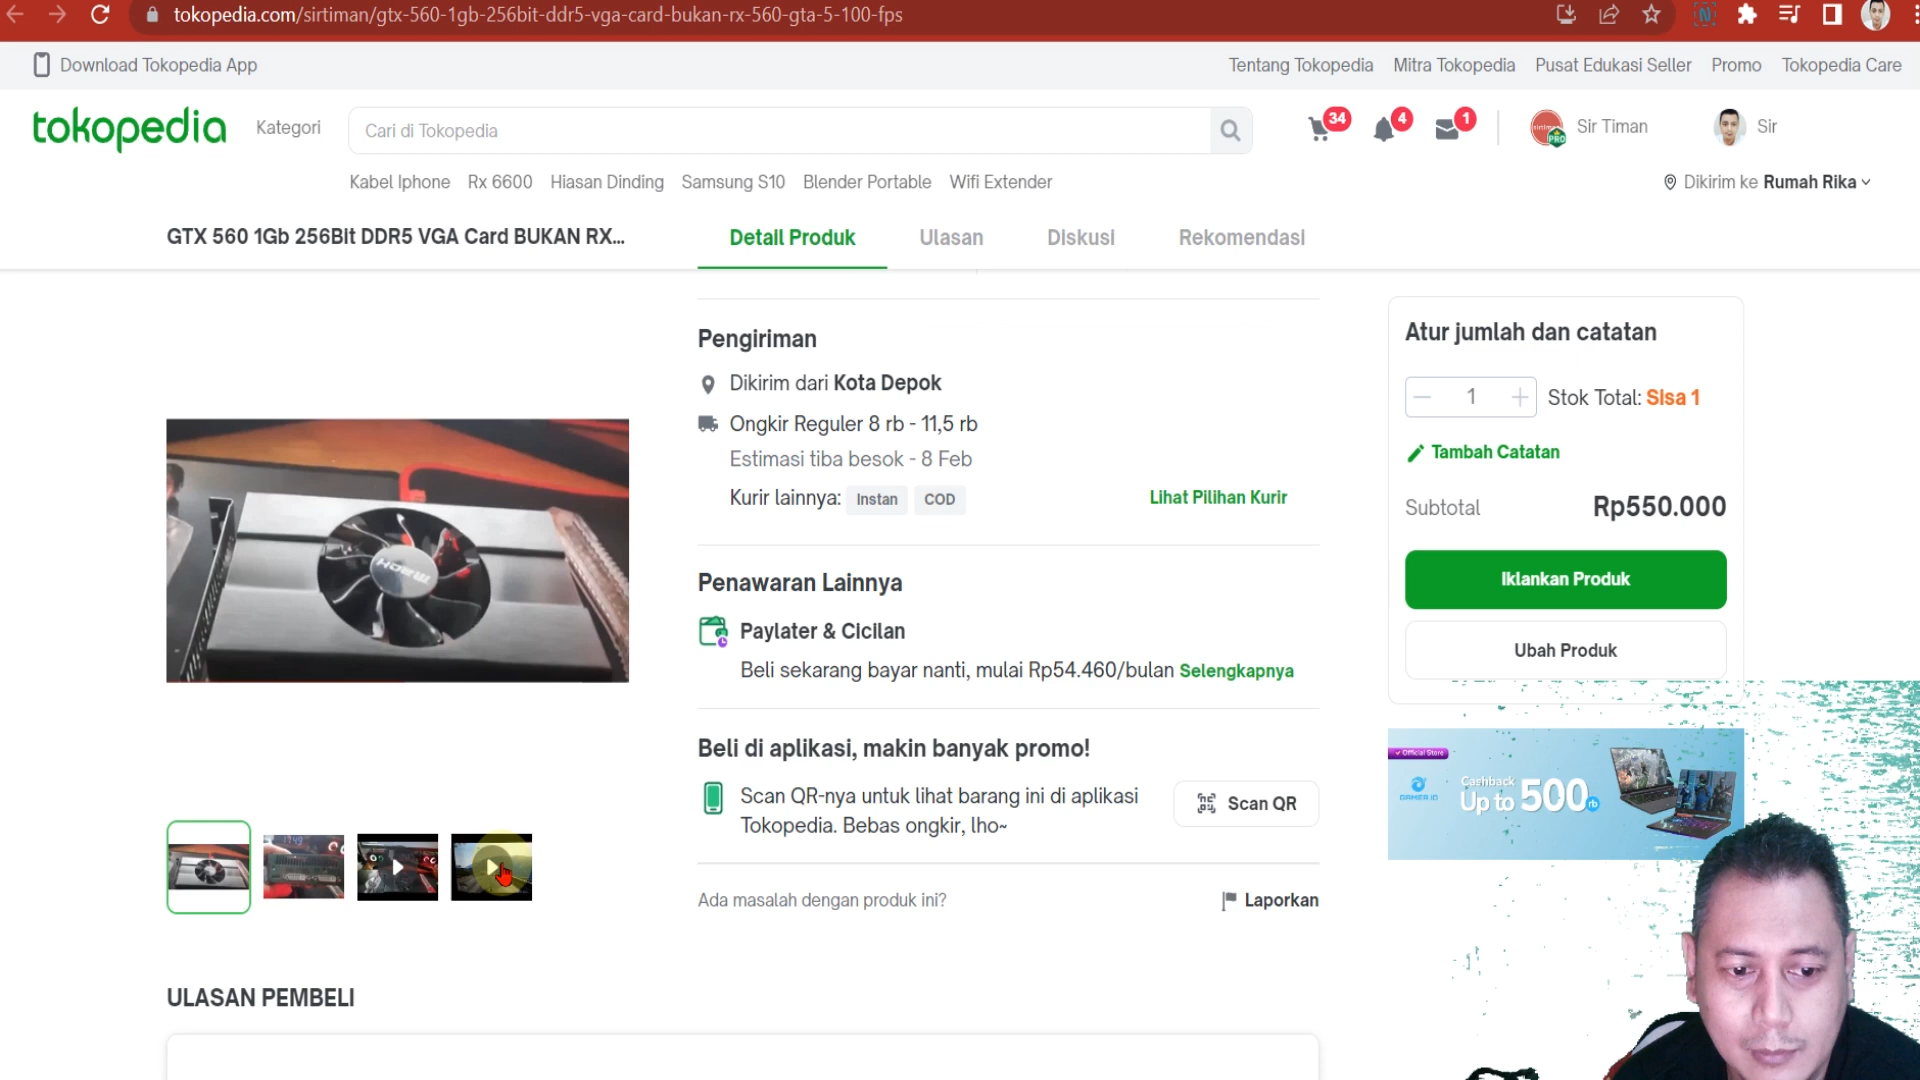 tokopedia.com/sirtiman/gtx-560-1gb-256bit-ddr5-vga-card-bukan-rx-560-gta-5-100-fps
Download Tokopedia App
Tentang Tokopedia Mitra Tokopedia Pusat Edukasi Seller Promo Tokopedia Care
tokopedia Kategori Cari di Tokopedia 34 4 1 Sir Timan Sir
Kabel Iphone Rx 6600 Hiasan Dinding Samsung S10 Blender Portable Wifi Extender
Dikirim ke Rumah Rika
GTX 560 1Gb 256Bit DDR5 VGA Card BUKAN RX...
Detail Produk Ulasan Diskusi Rekomendasi
Pengiriman
Dikirim dari Kota Depok
Ongkir Reguler 8 rb - 11,5 rb
Estimasi tiba besok - 8 Feb
Kurir lainnya: Instan COD Lihat Pilihan Kurir
Penawaran Lainnya
Paylater & Cicilan
Beli sekarang bayar nanti, mulai Rp54.460/bulan Selengkapnya
Beli di aplikasi, makin banyak promo!
Scan QR-nya untuk lihat barang ini di aplikasi
Tokopedia. Bebas ongkir, lho~
Scan QR
Ada masalah dengan produk ini? Laporkan
Atur jumlah dan catatan
1 Stok Total: SIsa 1
Tambah Catatan
Subtotal Rp550.000
Iklankan Produk
Ubah Produk
Official Store
Cashback
Up to 500 rb
ULASAN PEMBELI